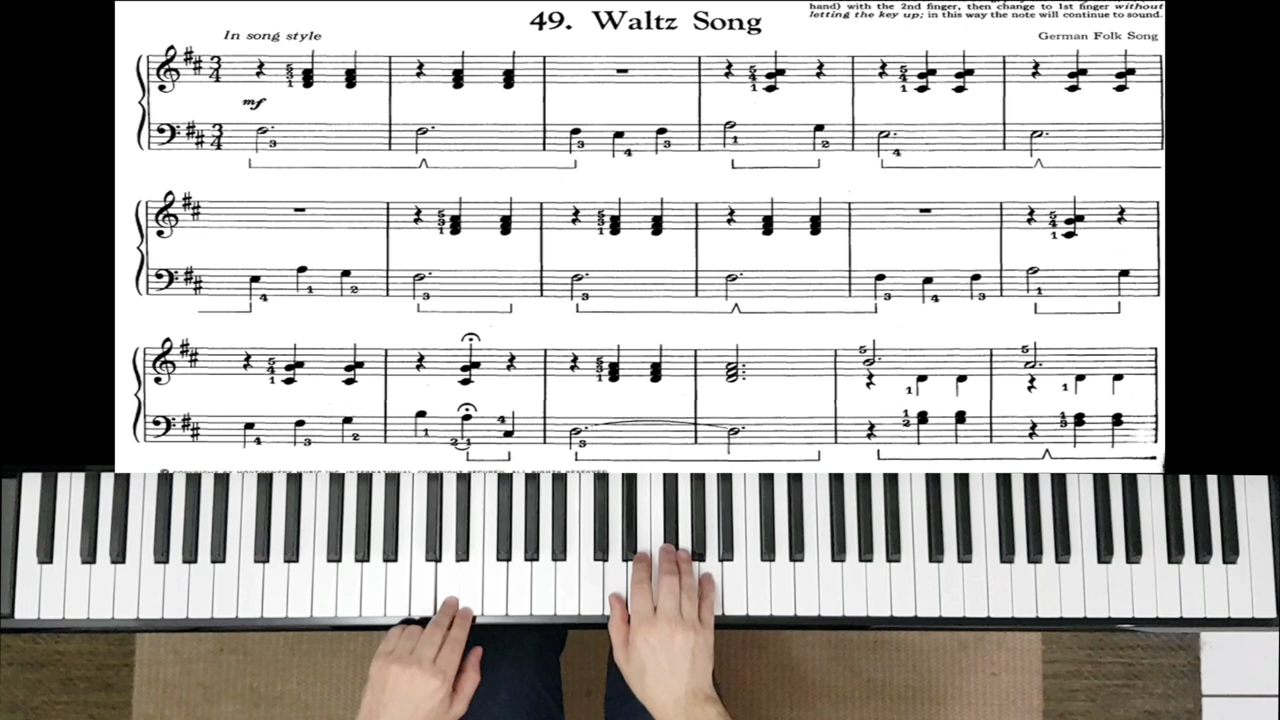 hand) with the 2nd finger, then change to 1st finger without
letting the key up; in this way the note will continue to sound.
49. Waltz Song
In song style
German Folk Song
mf